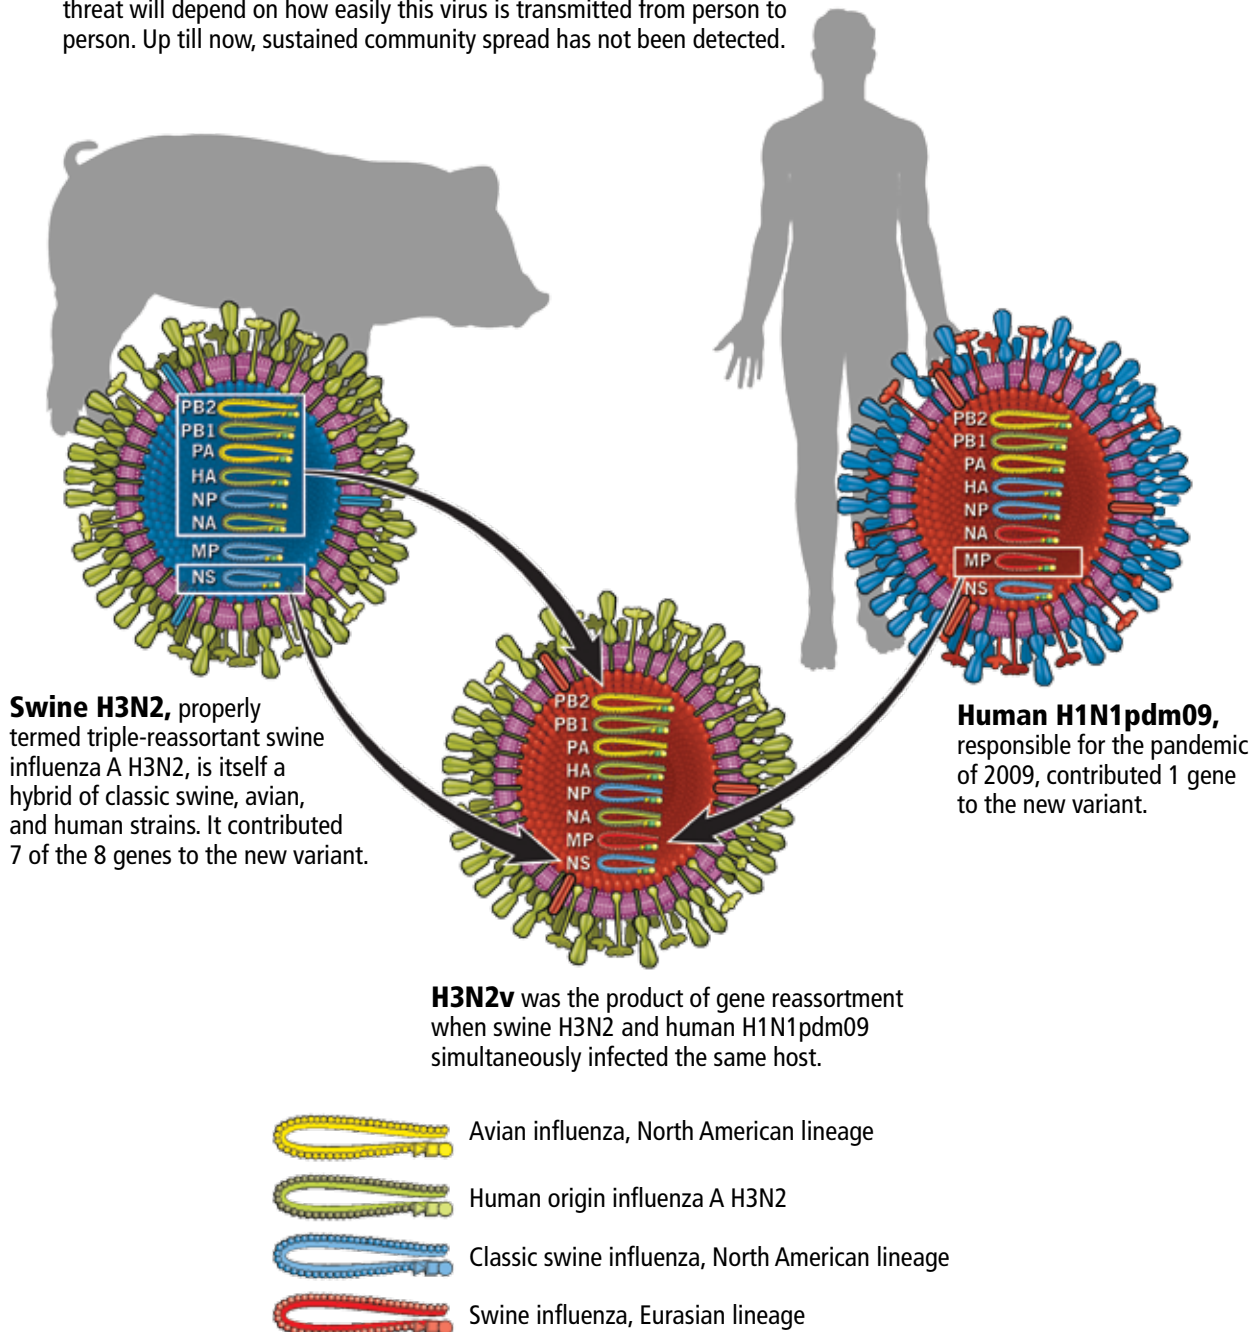 threat will depend on how easily this virus is transmitted from person to
person. Up till now, sustained community spread has not been detected.
PB2
PB1
PA
HA
NP
NA
MP
NS
PB2
PB1
PA
HA
NP
NA
MP
NS
PB2
PB1
PA
HA
NP
NA
MP
NS
Swine H3N2, properly
termed triple-reassortant swine
influenza A H3N2, is itself a
hybrid of classic swine, avian,
and human strains. It contributed
7 of the 8 genes to the new variant.
Human H1N1pdm09,
responsible for the pandemic
of 2009, contributed 1 gene
to the new variant.
H3N2v was the product of gene reassortment
when swine H3N2 and human H1N1pdm09
simultaneously infected the same host.
Avian influenza, North American lineage
Human origin influenza A H3N2
Classic swine influenza, North American lineage
Swine influenza, Eurasian lineage